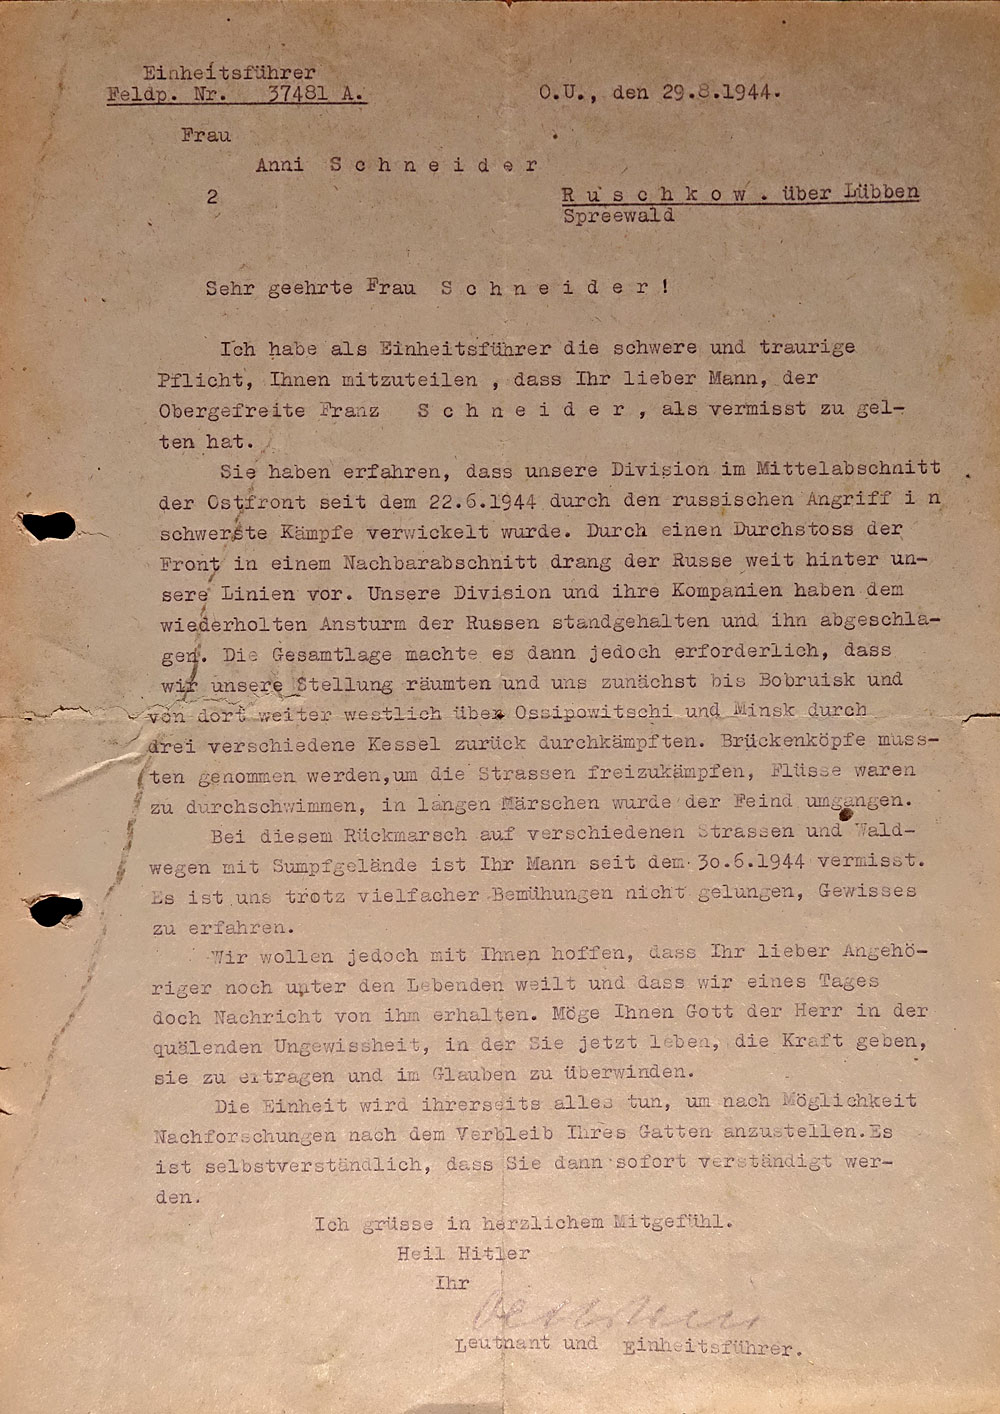 Einheitsführer
Feldp. Nr. 37481 A.
O.U., den 29.8.1944.
Frau
Anni S c h n e i d e r
2
R u s c h k o w . über Lübben
Spreewald
Sehr geehrte Frau S c h n e i d e r !
Ich habe als Einheitsführer die schwere und traurige
Pflicht, Ihnen mitzuteilen , dass Ihr lieber Mann, der
Obergefreite Franz S c h n e i d e r , als vermisst zu gel-
ten hat.
Sie haben erfahren, dass unsere Division im Mittelabschnitt
der Ostfront seit dem 22.6.1944 durch den russischen Angriff i n
schwerste Kämpfe verwickelt wurde. Durch einen Durchstoss der
Front in einem Nachbarabschnitt drang der Russe weit hinter un-
sere Linien vor. Unsere Division und ihre Kompanien haben dem
wiederholten Ansturm der Russen standgehalten und ihn abgeschla-
gen. Die Gesamtlage machte es dann jedoch erforderlich, dass
wir unsere Stellung räumten und uns zunächst bis Bobruisk und
von dort weiter westlich über Ossipowitschi und Minsk durch
drei verschiedene Kessel zurück durchkämpften. Brückenköpfe muss-
ten genommen werden,um die Strassen freizukämpfen, Flüsse waren
zu durchschwimmen, in langen Märschen wurde der Feind umgangen.
Bei diesem Rückmarsch auf verschiedenen Strassen und Wald-
wegen mit Sumpfgelände ist Ihr Mann seit dem 30.6.1944 vermisst.
Es ist uns trotz vielfacher Bemühungen nicht gelungen, Gewisses
zu erfahren.
Wir wollen jedoch mit Ihnen hoffen, dass Ihr lieber Angehö-
riger noch unter den Lebenden weilt und dass wir eines Tages
doch Nachricht von ihm erhalten. Möge Ihnen Gott der Herr in der
quälenden Ungewissheit, in der Sie jetzt leben, die Kraft geben,
sie zu ertragen und im Glauben zu überwinden.
Die Einheit wird ihrerseits alles tun, um nach Möglichkeit
Nachforschungen nach dem Verbleib Ihres Gatten anzustellen.Es
ist selbstverständlich, dass Sie dann sofort verständigt wer-
den.
Ich grüsse in herzlichem Mitgefühl.
Heil Hitler
Ihr
Leutnant und Einheitsführer.